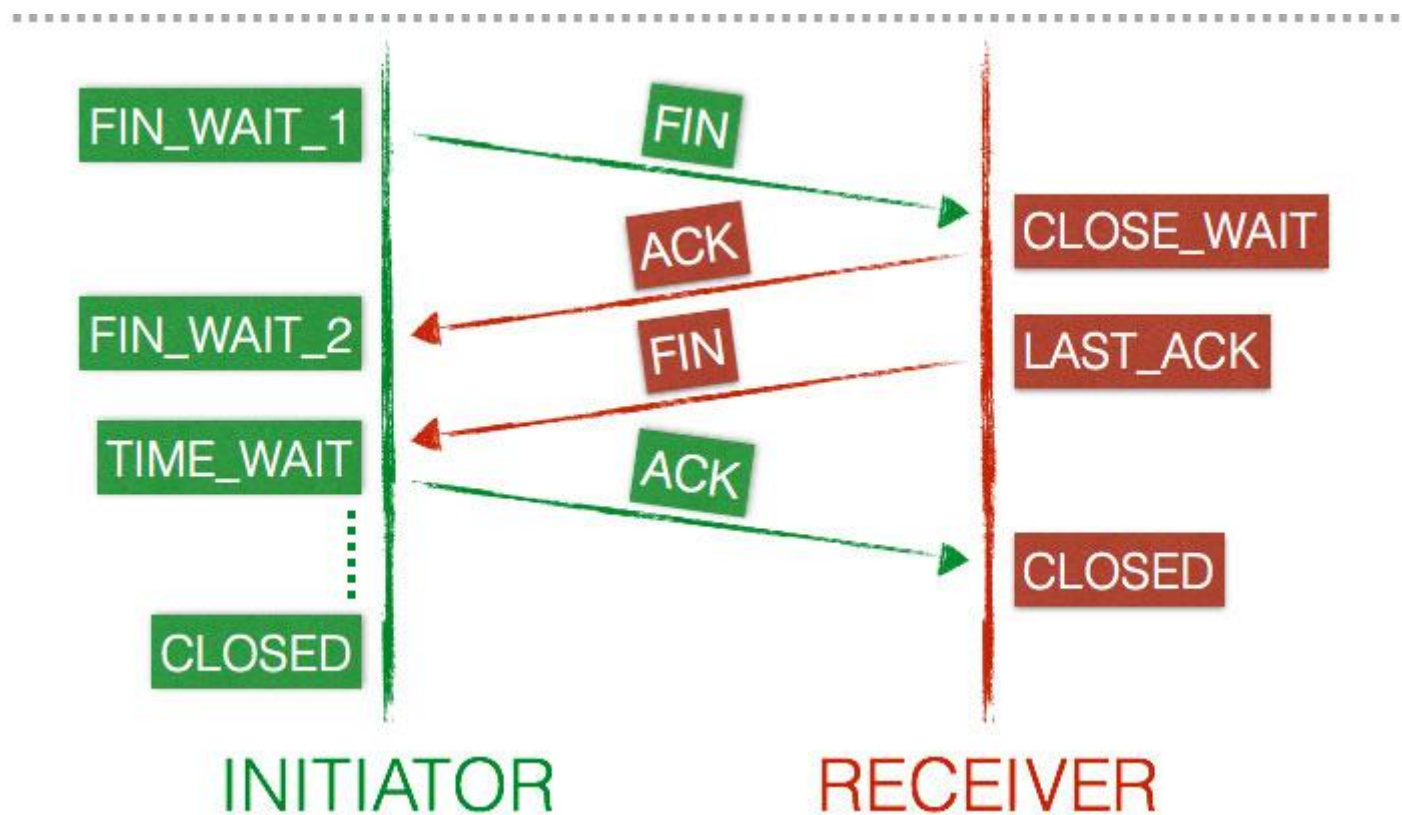 FIN_WAIT_1
FIN
CLOSE_WAIT
ACK
FIN_WAIT_2
FIN
LAST_ACK
TIME_WAIT
ACK
CLOSED
CLOSED
INITIATOR
RECEIVER